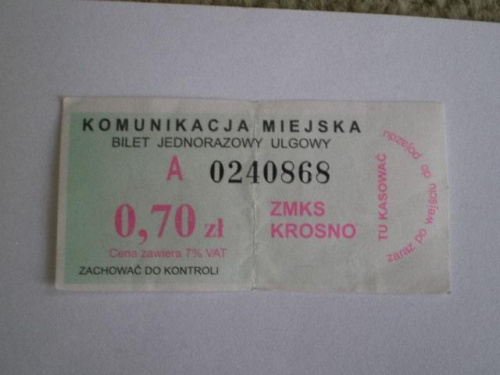 KOMUNIKACJA MIEJSKA
BILET JEDNORAZOWY ULGOWY
A 0240868
0,70 zł
Cena zawiera 7% VAT
ZACHOWAĆ DO KONTROLI
ZMKS
KROSNO
TU KASOWAĆ
zaraz po wejściu do pojazdu